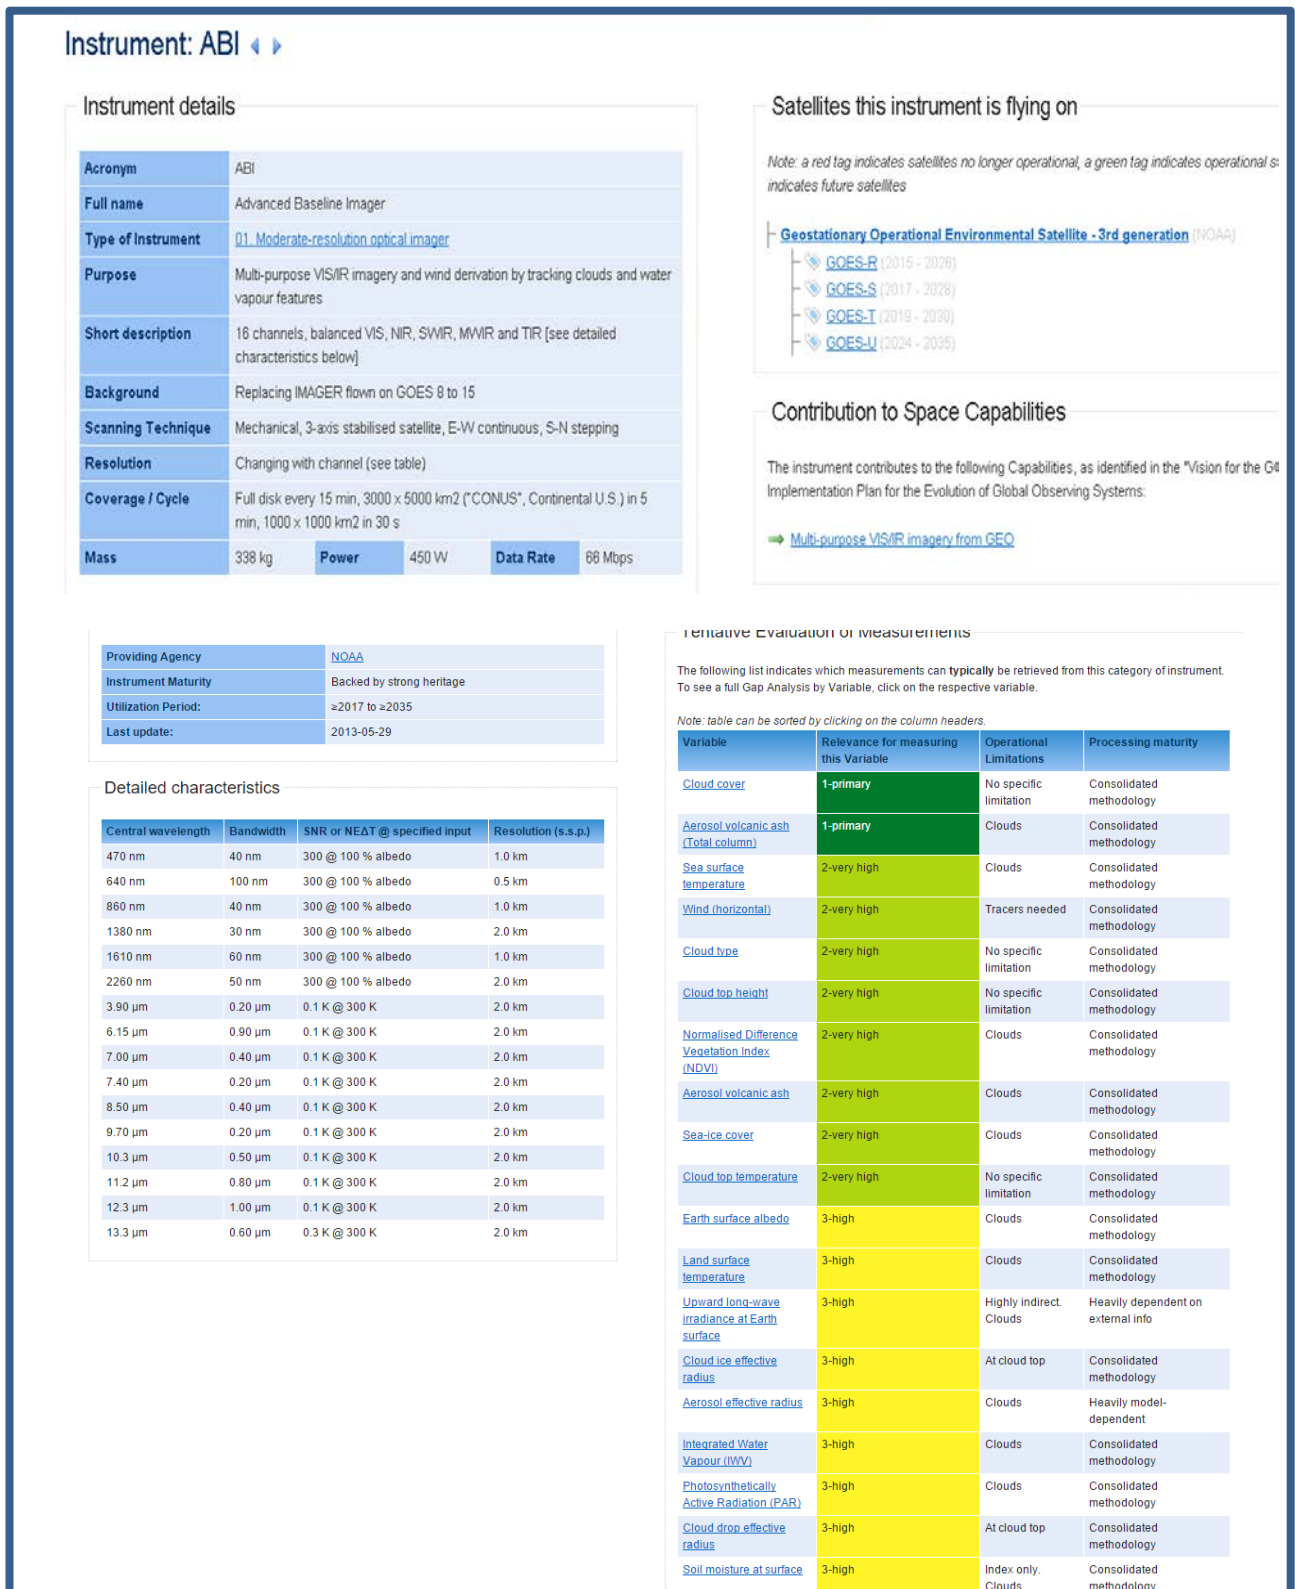 Instrument: ABI
Instrument details
Acronym ABI
Full name Advanced Baseline Imager
Type of Instrument 01. Moderate-resolution optical imager
Purpose Multi-purpose VIS/IR imagery and wind derivation by tracking clouds and water
vapour features
Short description 16 channels, balanced VIS, NIR, SWIR, MWIR and TIR [see detailed
characteristics below]
Background Replacing IMAGER flown on GOES 8 to 15
Scanning Technique Mechanical, 3-axis stabilised satellite, E-W continuous, S-N stepping
Resolution Changing with channel (see table)
Coverage / Cycle Full disk every 15 min, 3000 x 5000 km2 ("CONUS", Continental U.S.) in 5
min, 1000 x 1000 km2 in 30 s
Mass 338 kg Power 450 W Data Rate 66 Mbps
Satellites this instrument is flying on
Note: a red tag indicates satellites no longer operational, a green tag indicates operational
indicates future satellites
Geostationary Operational Environmental Satellite - 3rd generation (NOAA)
GOES-R (2015 - 2026)
GOES-S (2017 - 2028)
GOES-T (2019 - 2030)
GOES-U (2024 - 2035)
Contribution to Space Capabilities
The instrument contributes to the following Capabilities, as identified in the "Vision for the
Implementation Plan for the Evolution of Global Observing Systems:
Multi-purpose VIS/IR imagery from GEO
Providing Agency NOAA
Instrument Maturity Backed by strong heritage
Utilization Period: ≥2017 to ≥2035
Last update: 2013-05-29
Detailed characteristics
Central wavelength Bandwidth SNR or NEΔT @ specified input Resolution (s.s.p.)
470 nm 40 nm 300 @ 100 % albedo 1.0 km
640 nm 100 nm 300 @ 100 % albedo 0.5 km
860 nm 40 nm 300 @ 100 % albedo 1.0 km
1380 nm 30 nm 300 @ 100 % albedo 2.0 km
1610 nm 60 nm 300 @ 100 % albedo 1.0 km
2260 nm 50 nm 300 @ 100 % albedo 2.0 km
3.90 µm 0.20 µm 0.1 K @ 300 K 2.0 km
6.15 µm 0.90 µm 0.1 K @ 300 K 2.0 km
7.00 µm 0.40 µm 0.1 K @ 300 K 2.0 km
7.40 µm 0.20 µm 0.1 K @ 300 K 2.0 km
8.50 µm 0.40 µm 0.1 K @ 300 K 2.0 km
9.70 µm 0.20 µm 0.1 K @ 300 K 2.0 km
10.3 µm 0.50 µm 0.1 K @ 300 K 2.0 km
11.2 µm 0.80 µm 0.1 K @ 300 K 2.0 km
12.3 µm 1.00 µm 0.1 K @ 300 K 2.0 km
13.3 µm 0.60 µm 0.3 K @ 300 K 2.0 km
Tentative Evaluation of Measurements
The following list indicates which measurements can typically be retrieved from this category of instrument.
To see a full Gap Analysis by Variable, click on the respective variable.
Note: table can be sorted by clicking on the column headers.
Variable Relevance for measuring Operational Processing maturity
this Variable Limitations
Cloud cover 1-primary No specific Consolidated
limitation methodology
Aerosol volcanic ash 1-primary Clouds Consolidated
(Total column) methodology
Sea surface 2-very high Clouds Consolidated
temperature methodology
Wind (horizontal) 2-very high Tracers needed Consolidated
methodology
Cloud type 2-very high No specific Consolidated
limitation methodology
Cloud top height 2-very high No specific Consolidated
limitation methodology
Normalised Difference 2-very high Clouds Consolidated
Vegetation Index methodology
(NDVI)
Aerosol volcanic ash 2-very high Clouds Consolidated
methodology
Sea-ice cover 2-very high Clouds Consolidated
methodology
Cloud top temperature 2-very high No specific Consolidated
limitation methodology
Earth surface albedo 3-high Clouds Consolidated
methodology
Land surface 3-high Clouds Consolidated
temperature methodology
Upward long-wave 3-high Highly indirect. Heavily dependent on
irradiance at Earth Clouds external info
surface
Cloud ice effective 3-high At cloud top Consolidated
radius methodology
Aerosol effective radius 3-high Clouds Heavily model-
dependent
Integrated Water 3-high Clouds Consolidated
Vapour (IWV) methodology
Photosynthetically 3-high Clouds Consolidated
Active Radiation (PAR) methodology
Cloud drop effective 3-high At cloud top Consolidated
radius methodology
Soil moisture at surface 3-high Index only. Consolidated
Clouds methodology